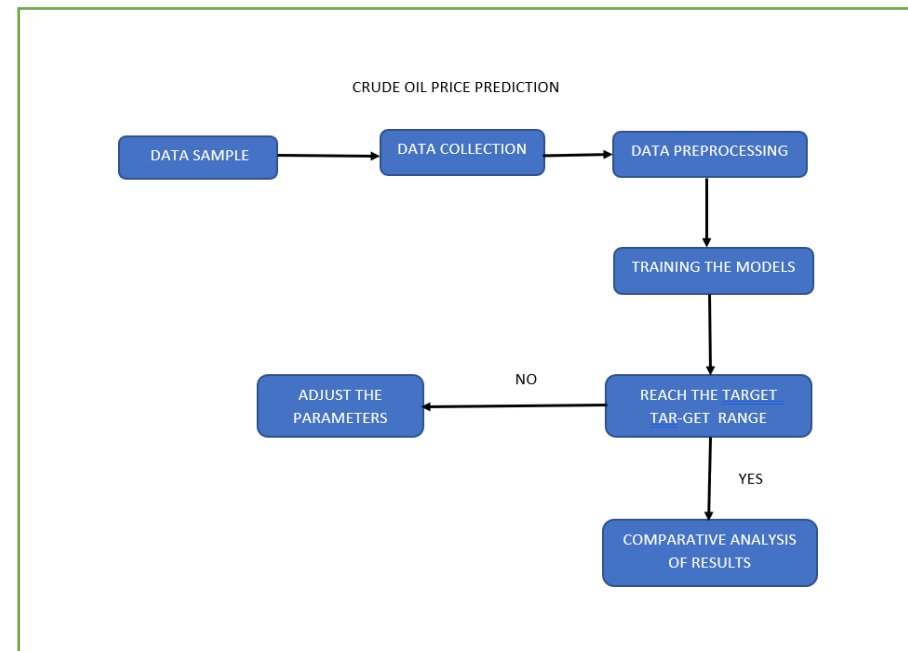 CRUDE OIL PRICE PREDICTION
DATA SAMPLE
DATA COLLECTION
DATA PREPROCESSING
TRAINING THE MODELS
NO
ADJUST THE
PARAMETERS
REACH THE TARGET
TAR-GET RANGE
YES
COMPARATIVE ANALYSIS
OF RESULTS